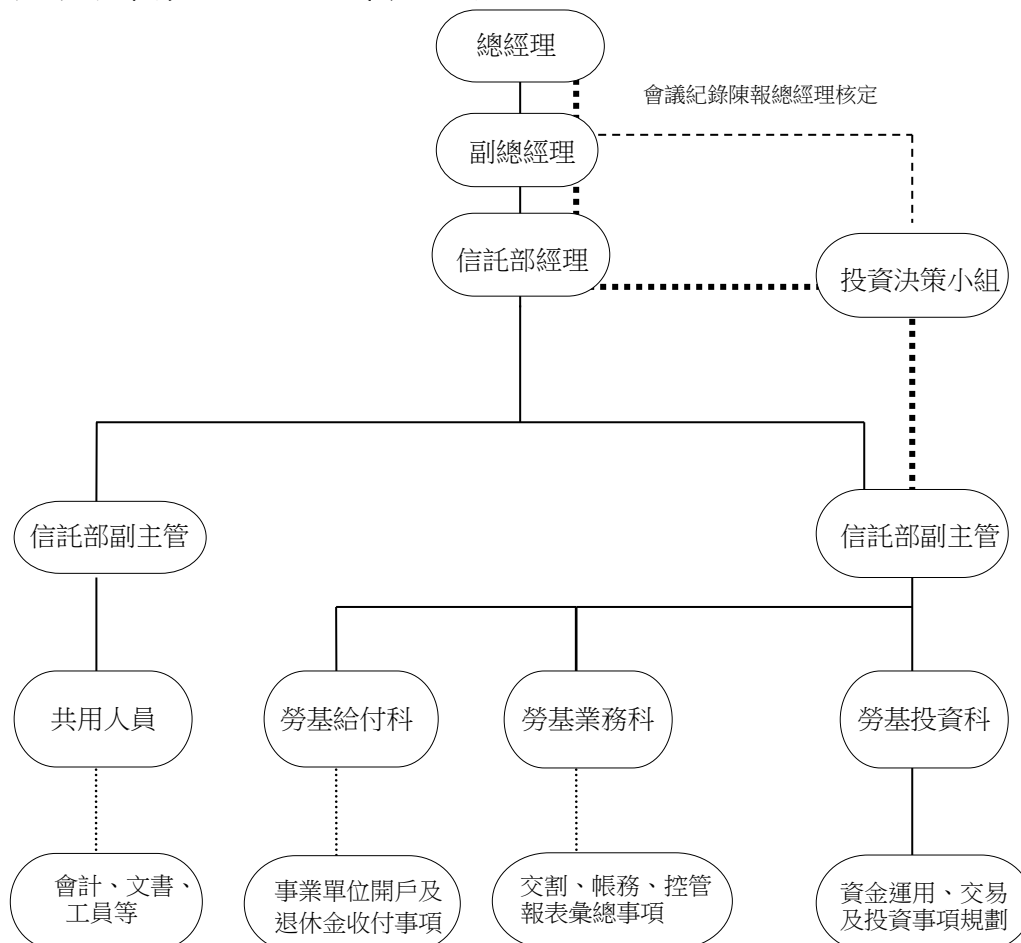 總經理
會議紀錄陳報總經理核定
副總經理
信託部經理
投資決策小組
信託部副主管
信託部副主管
共用人員
勞基給付科
勞基業務科
勞基投資科
會計、文書、
工員等
事業單位開戶及
退休金收付事項
交割、帳務、控管
報表彙總事項
資金運用、交易
及投資事項規劃